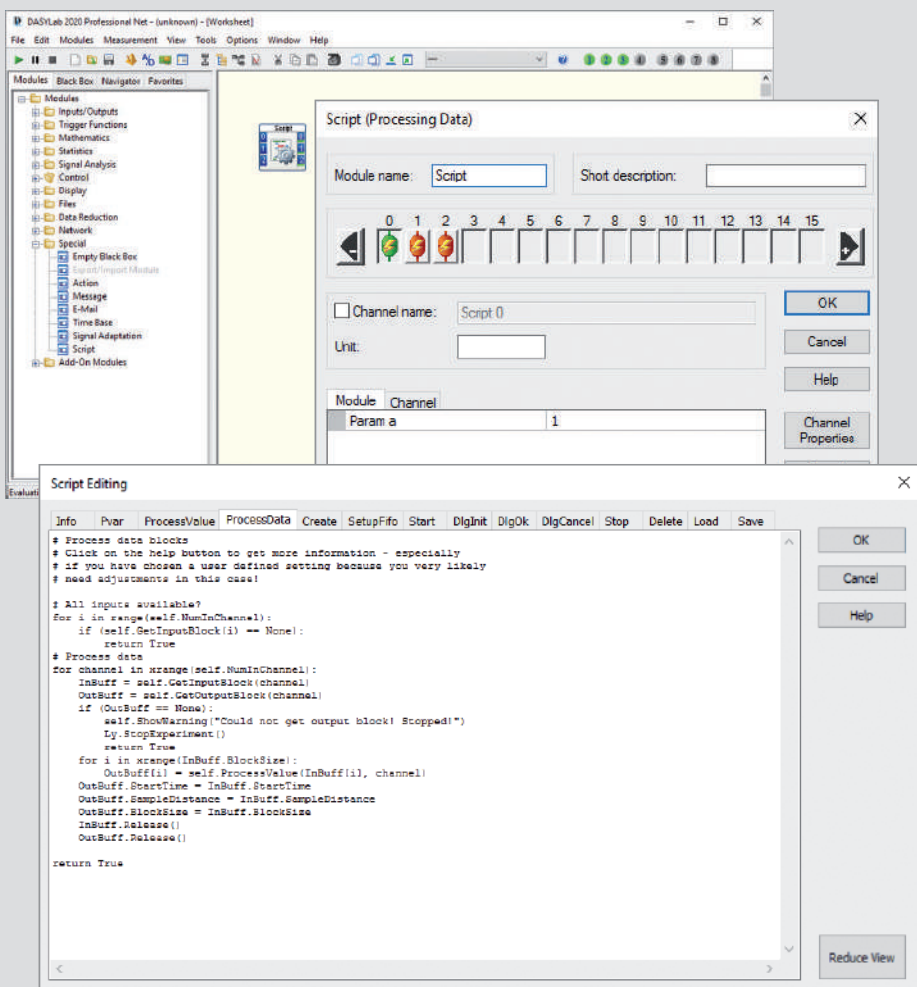 DASYLab 2020 Professional Net - (unknown) - [Worksheet]
File Edit Modules Measurement View Tools Options Window Help
Modules Black Box Navigator Favorites
Modules
Inputs/Outputs
Trigger Functions
Mathematics
Statistics
Signal Analysis
Control
Display
Files
Data Reduction
Network
Special
Empty Black Box
Export/Import Module
Action
Message
E-Mail
Time Base
Signal Adaptation
Script
Add-On Modules
Script
Evaluati
Script (Processing Data)
Module name: Script Short description:
0 1 2 3 4 5 6 7 8 9 10 11 12 13 14 15
Channel name: Script 0
Unit:
OK
Cancel
Help
Channel Properties
Module Channel
Param a 1
Script Editing
Info Pvar ProcessValue ProcessData Create SetupFifo Start DlgInit DlgOk DlgCancel Stop Delete Load Save
# Process data blocks
# Click on the help button to get more information - especially
# if you have chosen a user defined setting because you very likely
# need adjustments in this case!
# All inputs available?
for i in range(self.NumInChannel):
if (self.GetInputBlock(i) == None):
return True
# Process data
for channel in xrange(self.NumInChannel):
InBuff = self.GetInputBlock(channel)
OutBuff = self.GetOutputBlock(channel)
if (OutBuff == None):
self.ShowWarning("Could not get output block! Stopped!")
Ly.StopExperiment()
return True
for i in xrange(InBuff.BlockSize):
OutBuff[i] = self.ProcessValue(InBuff[i], channel)
OutBuff.StartTime = InBuff.StartTime
OutBuff.SampleDistance = InBuff.SampleDistance
OutBuff.BlockSize = InBuff.BlockSize
InBuff.Release()
OutBuff.Release()
return True
OK
Cancel
Help
Reduce View